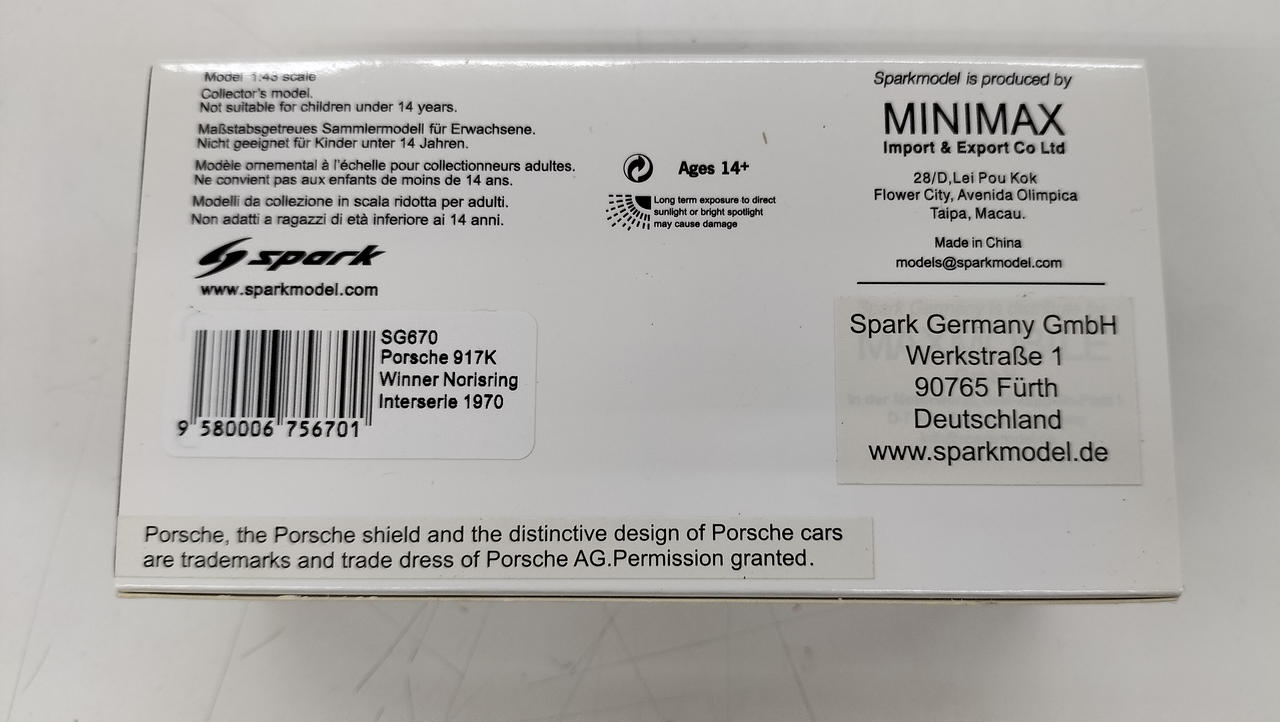 Model 1:43 scale
Collector's model.
Not suitable for children under 14 years.
Maßstabsgetreues Sammlermodell für Erwachsene.
Nicht geeignet für Kinder unter 14 Jahren.
Modèle ornemental à l'échelle pour collectionneurs adultes.
Ne convient pas aux enfants de moins de 14 ans.
Modelli da collezione in scala ridotta per adulti.
Non adatti a ragazzi di età inferiore ai 14 anni.
spark
www.sparkmodel.com
SG670
Porsche 917K
Winner Norisring
Interserie 1970
9 580006 756701
Ages 14+
Long term exposure to direct
sunlight or bright spotlight
may cause damage
Sparkmodel is produced by
MINIMAX
Import & Export Co Ltd
28/D,Lei Pou Kok
Flower City, Avenida Olimpica
Taipa, Macau.
Made in China
models@sparkmodel.com
Spark Germany GmbH
Werkstraße 1
90765 Fürth
Deutschland
www.sparkmodel.de
Porsche, the Porsche shield and the distinctive design of Porsche cars
are trademarks and trade dress of Porsche AG.Permission granted.